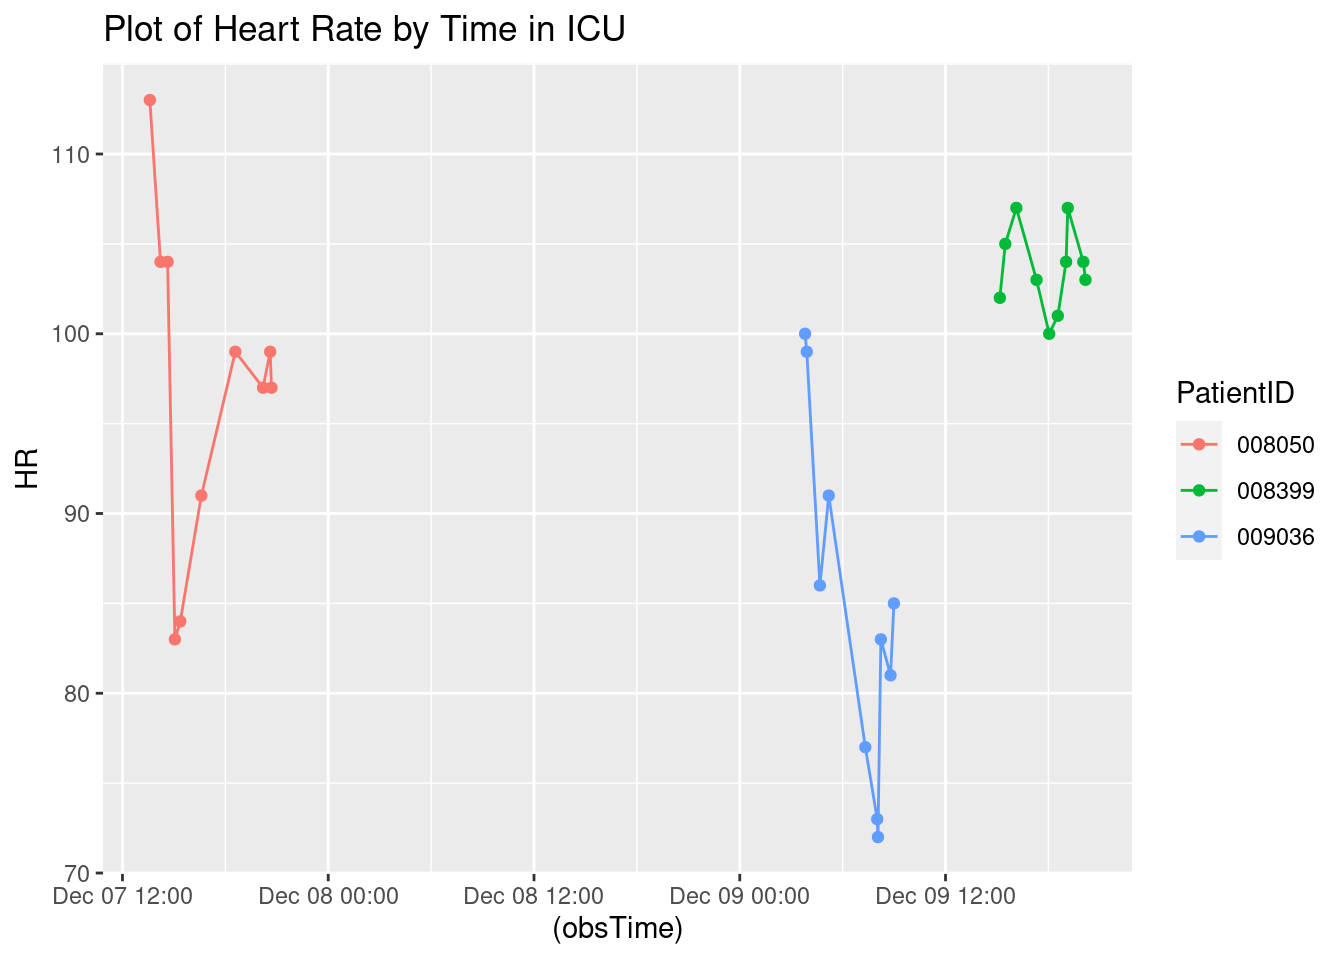 Plot of Heart Rate by Time in ICU
110
100
90
80
70
HR
Dec 07 12:00
Dec 08 00:00
Dec 08 12:00
Dec 09 00:00
Dec 09 12:00
(obsTime)
PatientID
008050
008399
009036